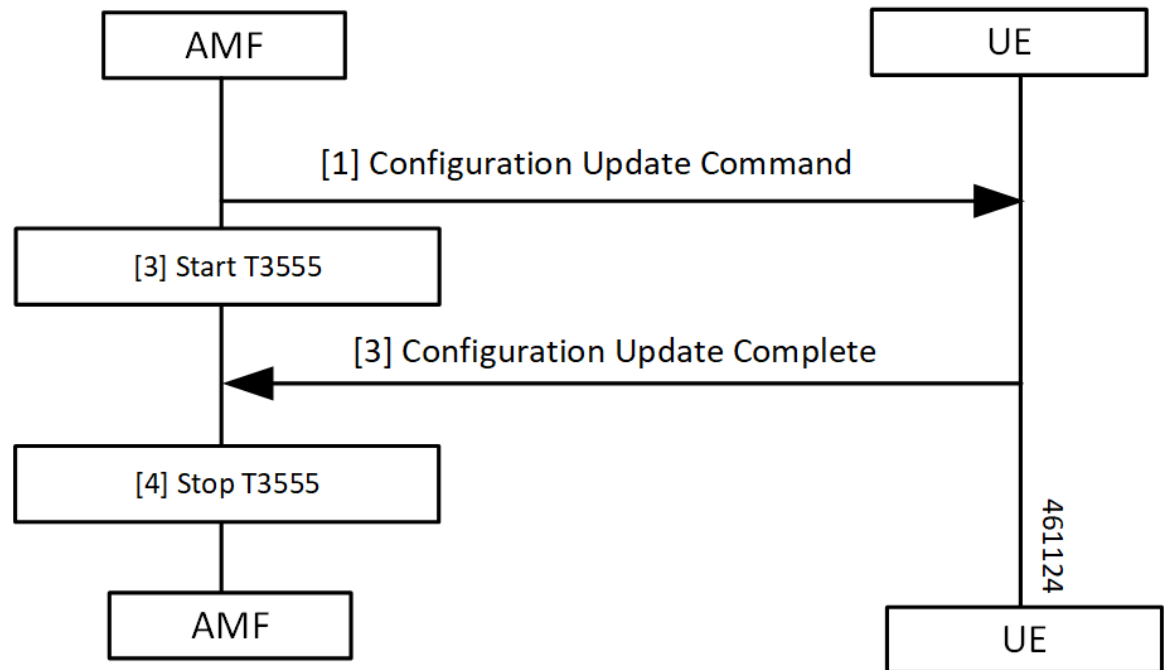 AMF
UE
[1] Configuration Update Command
[3] Start T3555
[3] Configuration Update Complete
[4] Stop T3555
461124
AMF
UE